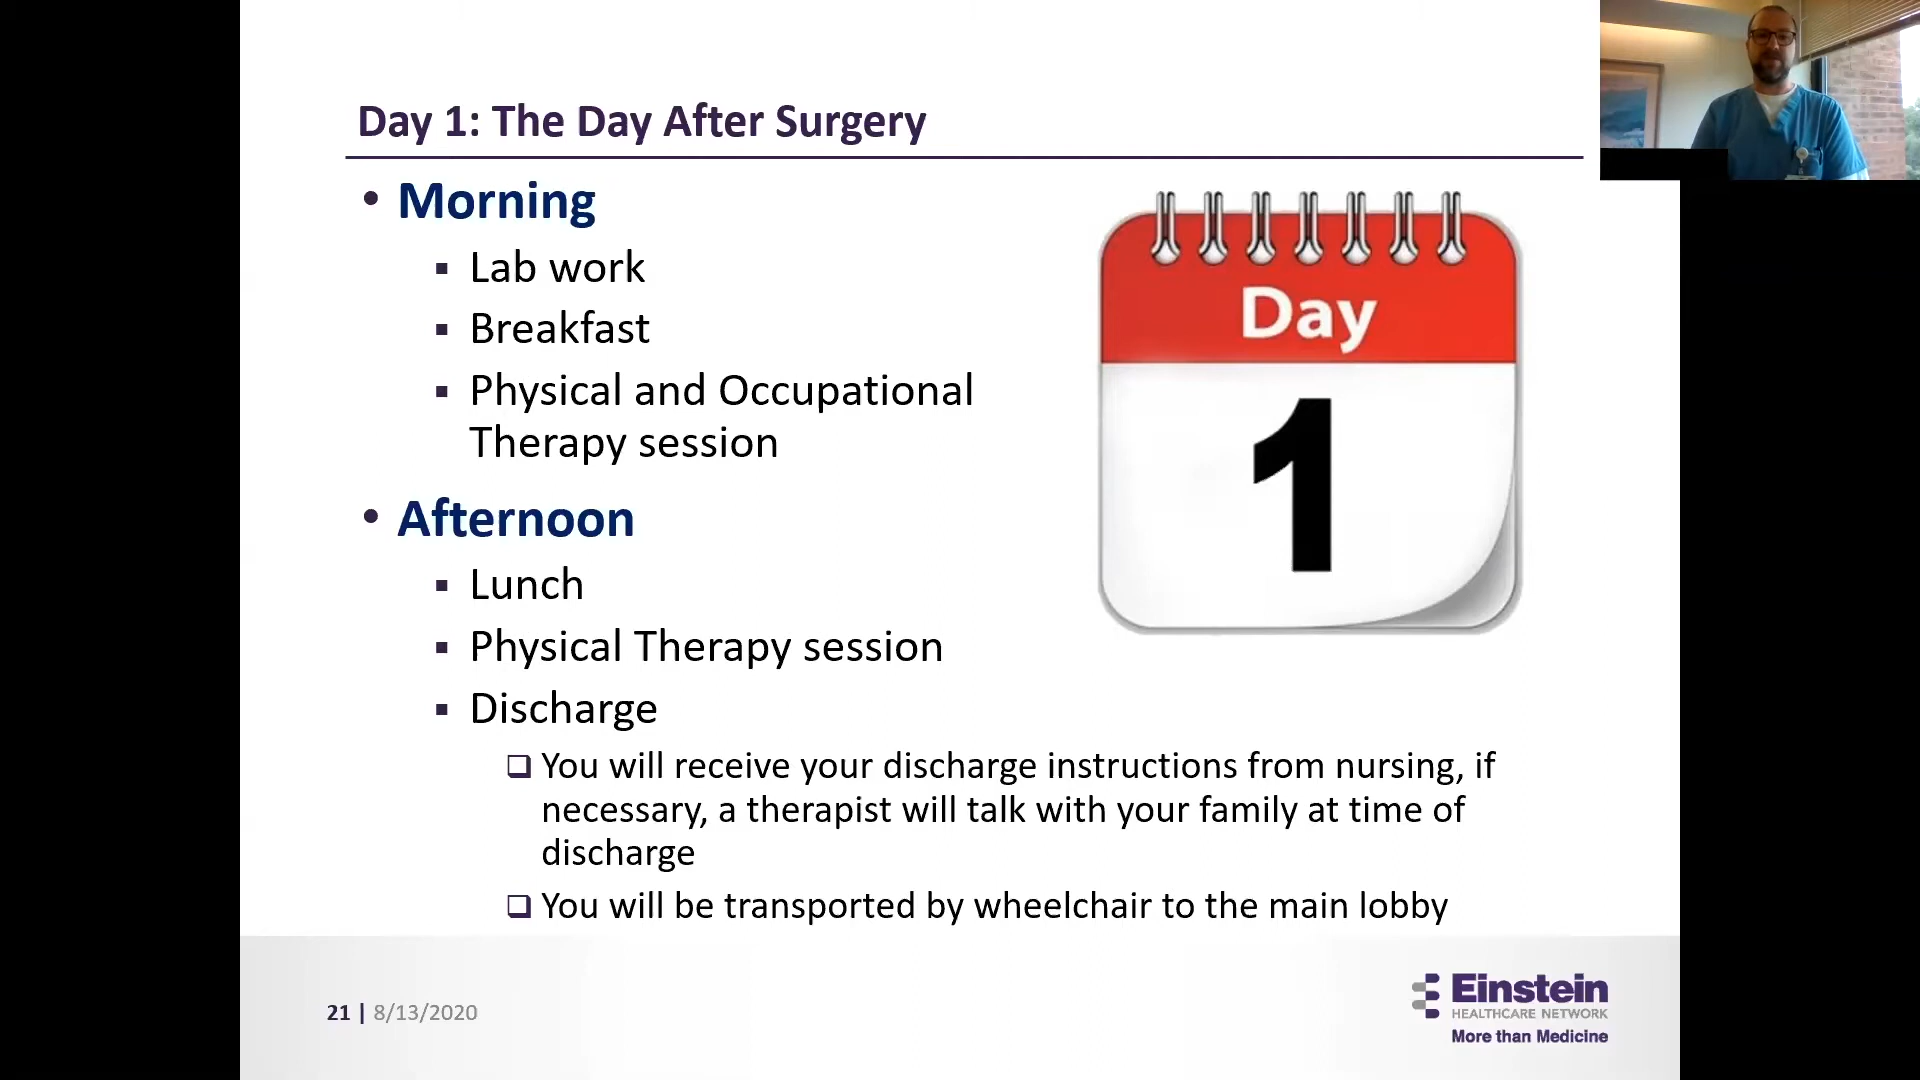 Day 1: The Day After Surgery
• Morning
▪ Lab work
▪ Breakfast
▪ Physical and Occupational
Therapy session
• Afternoon
▪ Lunch
▪ Physical Therapy session
▪ Discharge
❑ You will receive your discharge instructions from nursing, if
necessary, a therapist will talk with your family at time of
discharge
❑ You will be transported by wheelchair to the main lobby
Day
1
21 | 8/13/2020
Einstein
HEALTHCARE NETWORK
More than Medicine